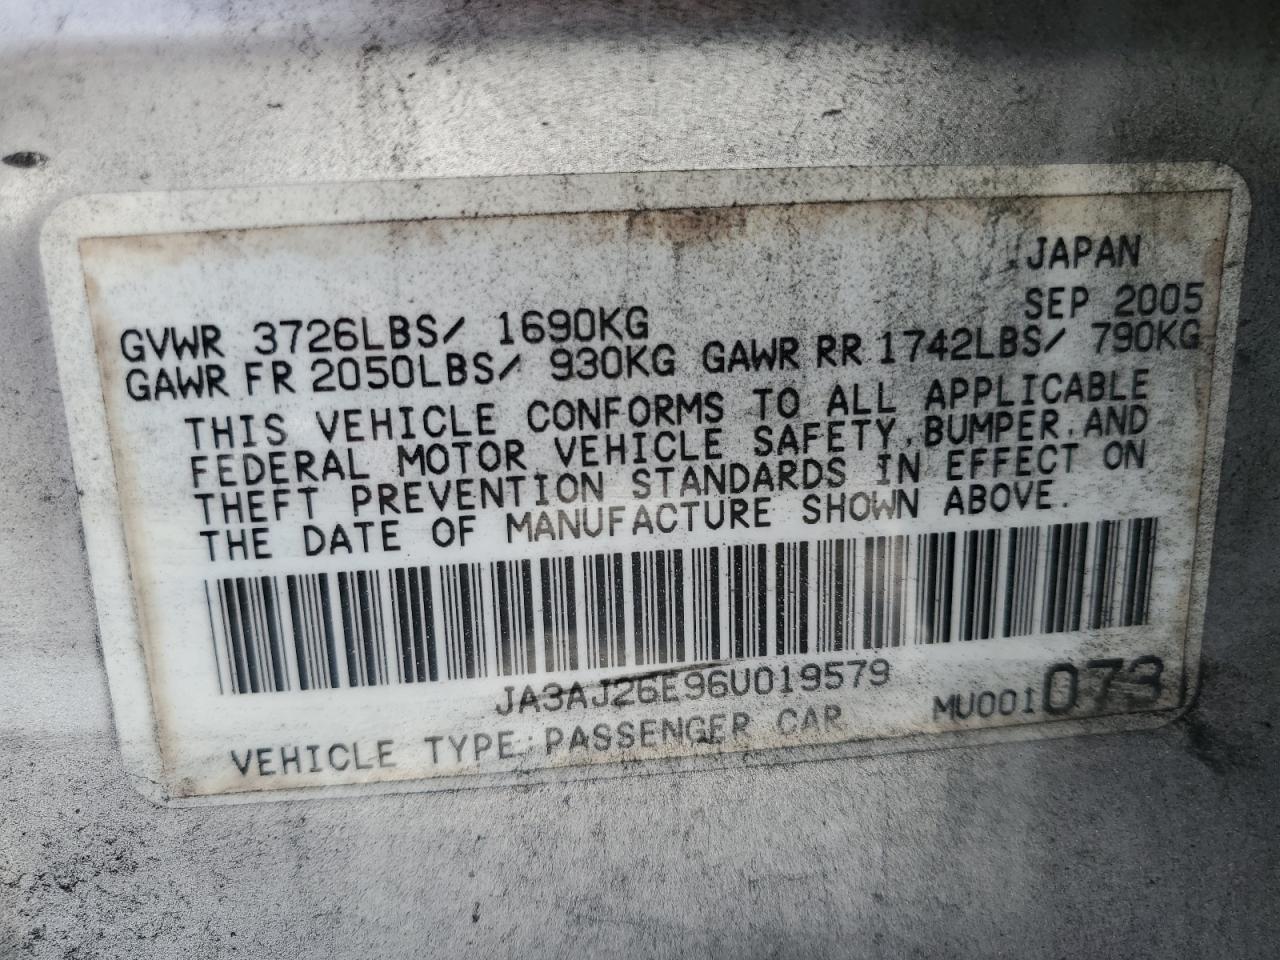 JAPAN
SEP 2005
GVWR 3726LBS/ 1690KG
GAWR FR 2050LBS/ 930KG GAWR RR 1742LBS/ 790KG
THIS VEHICLE CONFORMS TO ALL APPLICABLE
FEDERAL MOTOR VEHICLE SAFETY, BUMPER, AND
THEFT PREVENTION STANDARDS IN EFFECT ON
THE DATE OF MANUFACTURE SHOWN ABOVE.
JA3AJ26E96U019579
MU001073
VEHICLE TYPE:PASSENGER CAR